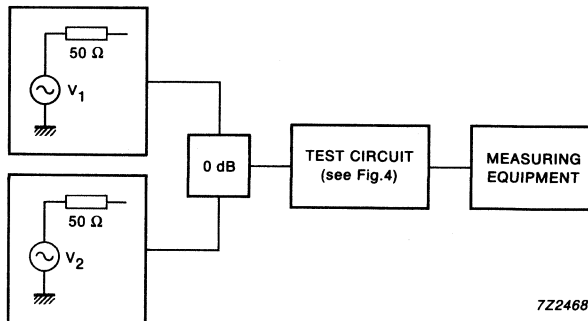 50 Ω
V1
0 dB
TEST CIRCUIT
(see Fig.4)
MEASURING
EQUIPMENT
50 Ω
V2
7Z2468